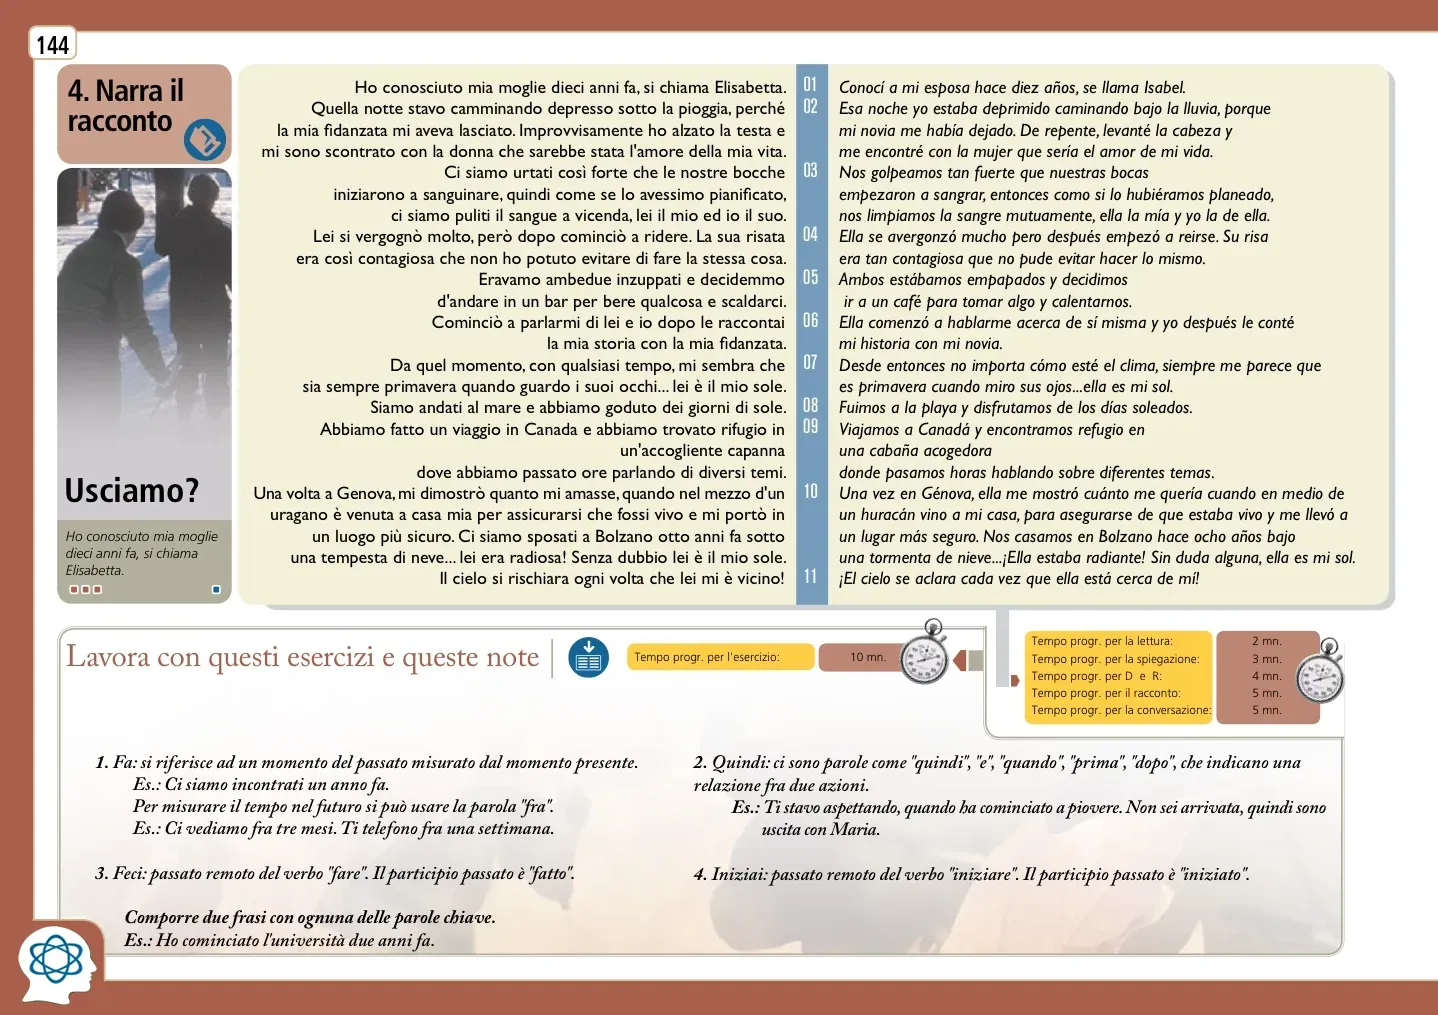 144
4. Narra il
racconto
Uscíamo?
Ho conosciuto mia moglie
dieci anni fa, si chiama
Elisabetta.
Ho conosciuto mia moglie dieci anni fa, si chiama Elisabetta.
Quella notte stavo camminando depresso sotto la pioggia, perché
la mia fidanzata mi aveva lasciato. Improvvisamente ho alzato la testa e
mi sono scontrato con la donna che sarebbe stata l'amore della mia vita.
Ci siamo urtati così forte che le nostre bocche
iniziarono a sanguinare, quindi come se lo avessimo pianificato,
ci siamo puliti il sangue a vicenda, lei il mio ed io il suo.
Lei si vergognò molto, però dopo cominciò a ridere. La sua risata
era così contagiosa che non ho potuto evitare di fare la stessa cosa.
Eravamo ambedue inzuppati e decidemmo
d'andare in un bar per bere qualcosa e scaldarci.
Cominciò a parlarmi di lei e io dopo le raccontai
la mia storia con la mia fidanzata.
Da quel momento, con qualsiasi tempo, mi sembra che
sia sempre primavera quando guardo i suoi occhi... lei è il mio sole.
Siamo andati al mare e abbiamo goduto dei giorni di sole.
Abbiamo fatto un viaggio in Canada e abbiamo trovato rifugio in
un'accogliente capanna
dove abbiamo passato ore parlando di diversi temi.
Una volta a Genova, mi dimostrò quanto mi amasse, quando nel mezzo d'un
uragano è venuta a casa mia per assicurarsi che fossi vivo e mi portò in
un luogo più sicuro. Ci siamo sposati a Bolzano otto anni fa sotto
una tempesta di neve... lei era radiosa! Senza dubbio lei è il mio sole.
Il cielo si rischiara ogni volta che lei mi è vicino!
01
02
03
04
05
06
07
08
09
10
11
Conocí a mi esposa hace diez años, se llama Isabel.
Esa noche yo estaba deprimido caminando bajo la lluvia, porque
mi novia me había dejado. De repente, levanté la cabeza y
me encontré con la mujer que sería el amor de mi vida.
Nos golpeamos tan fuerte que nuestras bocas
empezaron a sangrar, entonces como si lo hubiéramos planeado,
nos limpiamos la sangre mutuamente, ella la mía y yo la de ella.
Ella se avergonzó mucho pero después empezó a reirse. Su risa
era tan contagiosa que no pude evitar hacer lo mismo.
Ambos estábamos empapados y decidimos
ir a un café para tomar algo y calentarnos.
Ella comenzó a hablarme acerca de sí misma y yo después le conté
mi historia con mi novia.
Desde entonces no importa cómo esté el clima, siempre me parece que
es primavera cuando miro sus ojos...ella es mi sol.
Fuimos a la playa y disfrutamos de los días soleados.
Viajamos a Canadá y encontramos refugio en
una cabaña acogedora
donde pasamos horas hablando sobre diferentes temas.
Una vez en Génova, ella me mostró cuánto me quería cuando en medio de
un huracán vino a mi casa, para asegurarse de que estaba vivo y me llevó a
un lugar más seguro. Nos casamos en Bolzano hace ocho años bajo
una tormenta de nieve...¡Ella estaba radiante! Sin duda alguna, ella es mi sol.
¡El cielo se aclara cada vez que ella está cerca de mí!
Lavora con questi esercizi e queste note
Tempo progr. per l'esercizio: 10 mn.
Tempo progr. per la lettura: 2 mn.
Tempo progr. per la spiegazione: 3 mn.
Tempo progr. per D e R: 4 mn.
Tempo progr. per il racconto: 5 mn.
Tempo progr. per la conversazione: 5 mn.
1. Fa: si riferisce ad un momento del passato misurato dal momento presente.
Es.: Ci siamo incontrati un anno fa.
Per misurare il tempo nel futuro si può usare la parola "fra".
Es.: Ci vediamo fra tre mesi. Ti telefono fra una settimana.
2. Quindi: ci sono parole come "quindi", "e", "quando", "prima", "dopo", che indicano una
relazione fra due azioni.
Es.: Ti stavo aspettando, quando ha cominciato a piovere. Non sei arrivata, quindi sono
uscita con Maria.
3. Feci: passato remoto del verbo "fare". Il participio passato è "fatto".
4. Iniziai: passato remoto del verbo "iniziare". Il participio passato è "iniziato".
Comporre due frasi con ognuna delle parole chiave.
Es.: Ho cominciato l'università due anni fa.